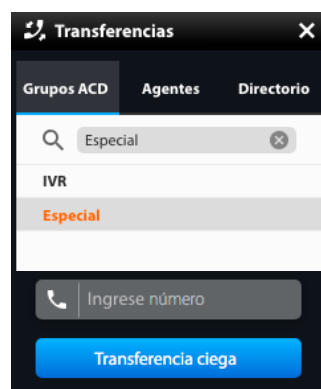 Transferencias
Grupos ACD Agentes Directorio
Especial
IVR
Especial
Ingrese número
Transferencia ciega